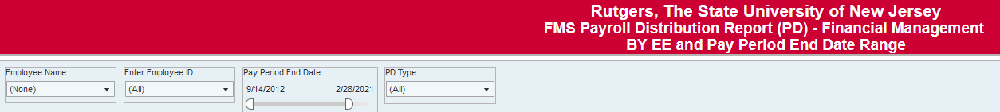 Rutgers, The State University of New Jersey
FMS Payroll Distribution Report (PD) - Financial Management
BY EE and Pay Period End Date Range
Employee Name
Enter Employee ID
Pay Period End Date
PD Type
(None)
(All)
9/14/2012
2/28/2021
(All)